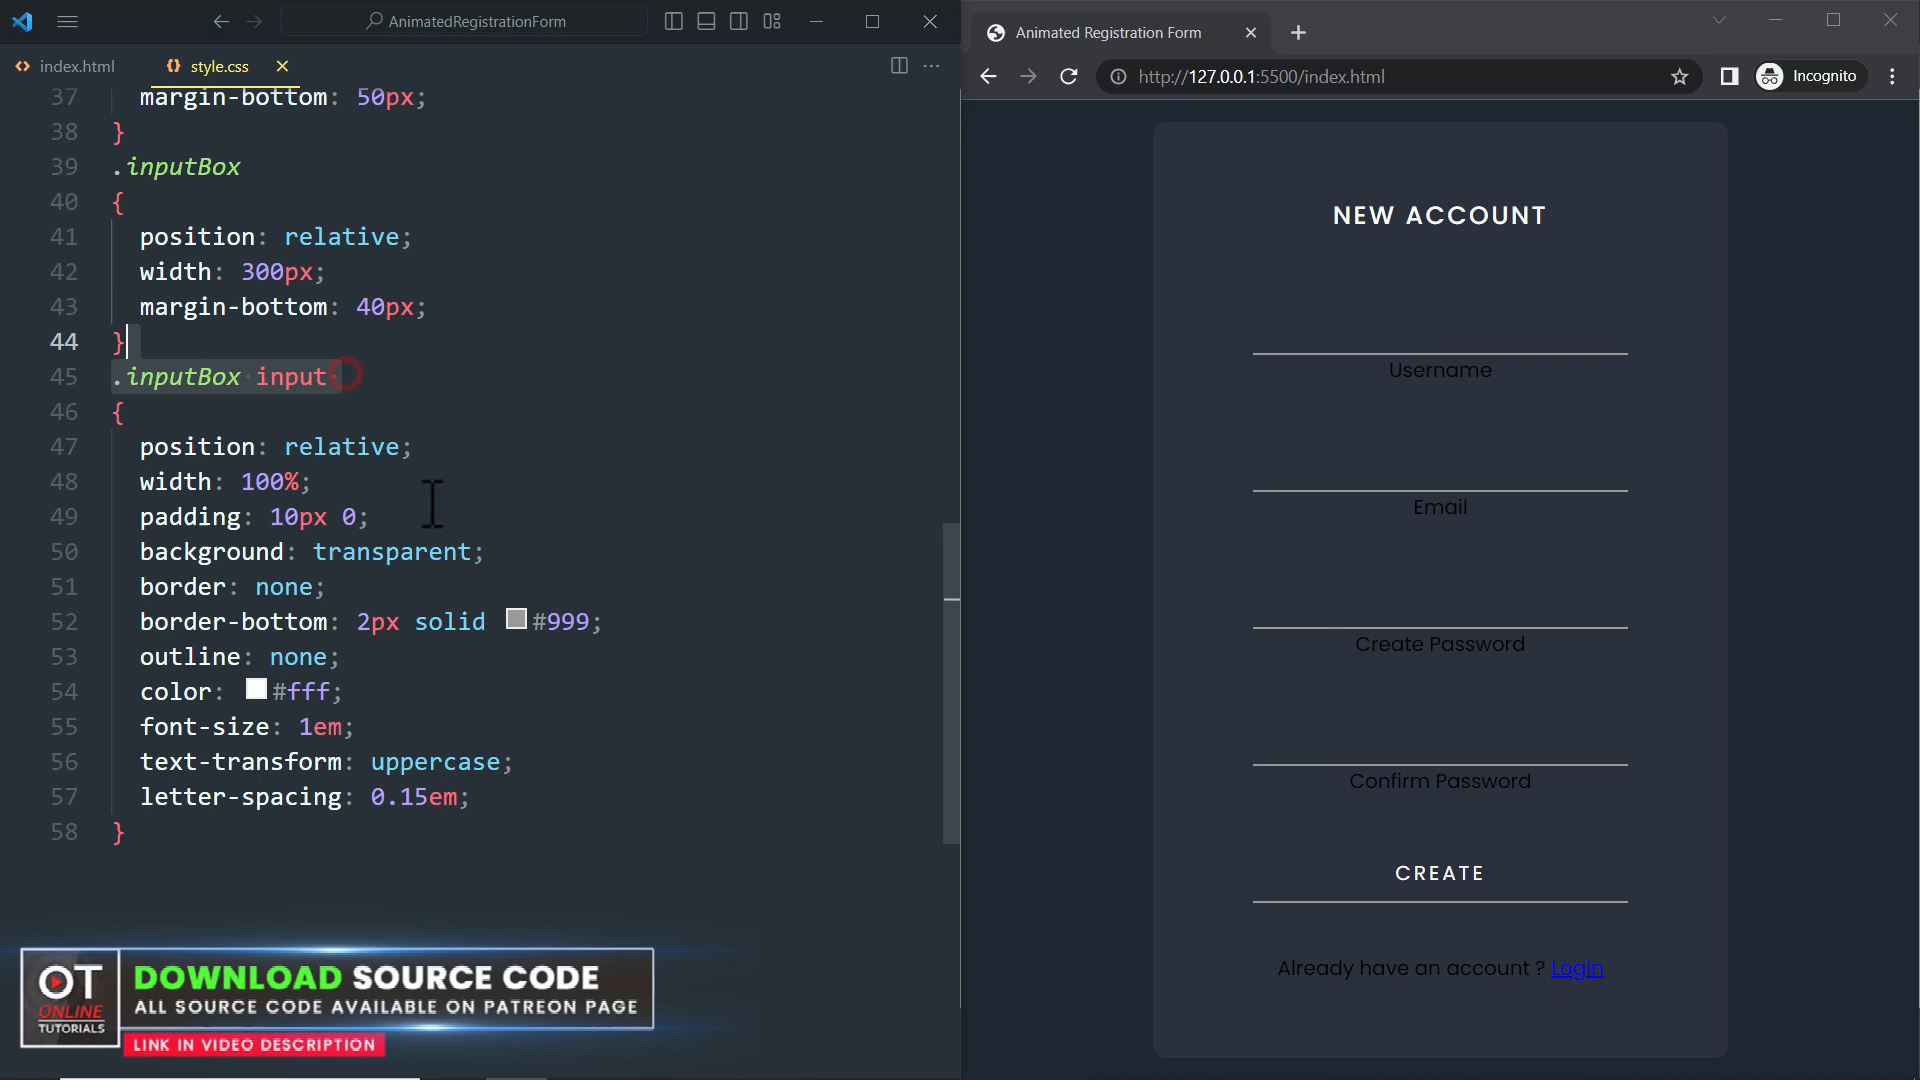 AnimatedRegistrationForm
index.html
style.css
37 margin-bottom: 50px;
38 }
39 .inputBox
40 {
41 position: relative;
42 width: 300px;
43 margin-bottom: 40px;
44 }
45 .inputBox input
46 {
47 position: relative;
48 width: 100%;
49 padding: 10px 0;
50 background: transparent;
51 border: none;
52 border-bottom: 2px solid #999;
53 outline: none;
54 color: #fff;
55 font-size: 1em;
56 text-transform: uppercase;
57 letter-spacing: 0.15em;
58 }
OT
ONLINE
TUTORIALS
DOWNLOAD SOURCE CODE
ALL SOURCE CODE AVAILABLE ON PATREON PAGE
LINK IN VIDEO DESCRIPTION
Animated Registration Form
http://127.0.0.1:5500/index.html
Incognito
NEW ACCOUNT
Username
Email
Create Password
Confirm Password
CREATE
Already have an account ? Login